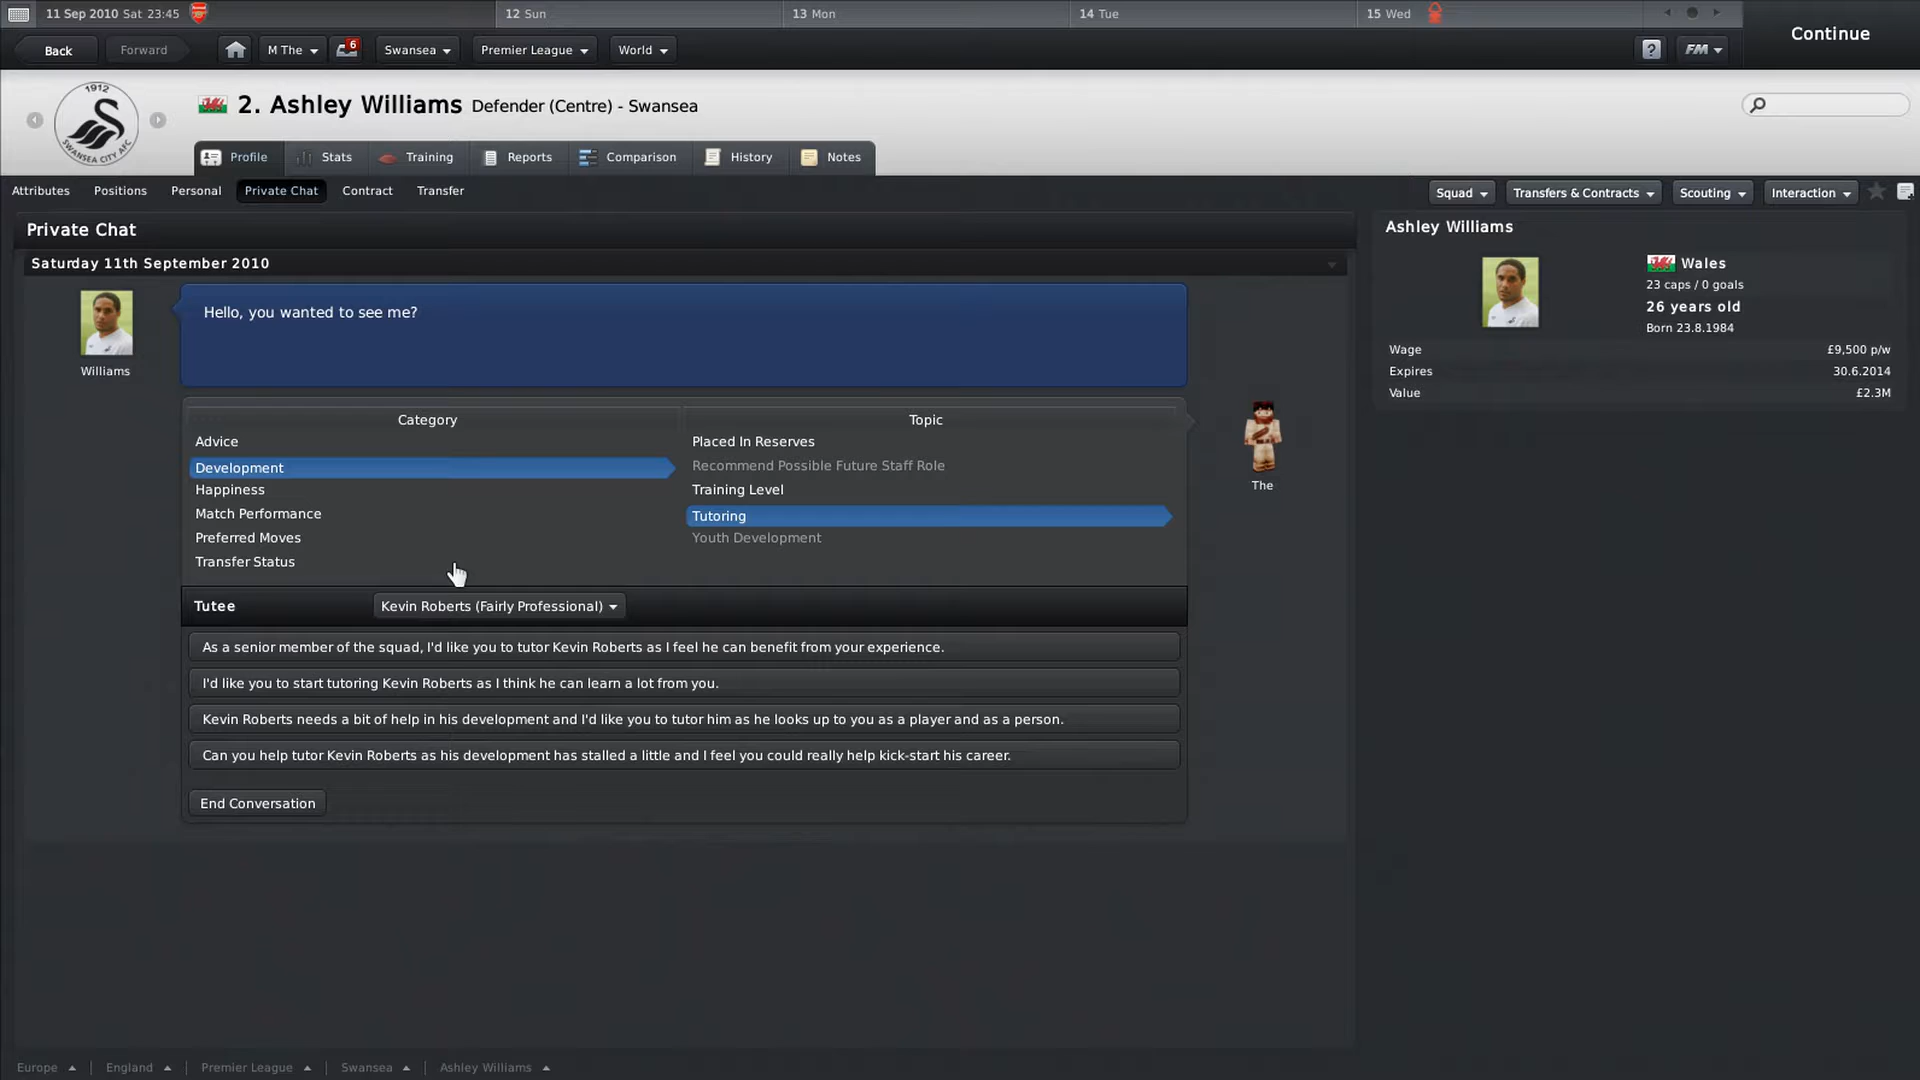 11 Sep 2010 Sat 23:45
12 Sun
13 Mon
14 Tue
15 Wed
Continue
Back
Forward
M The
6
Swansea
Premier League
World
?
FM
1912
SWANSEA CITY AFC
2. Ashley Williams Defender (Centre) - Swansea
Profile
Stats
Training
Reports
Comparison
History
Notes
Attributes
Positions
Personal
Private Chat
Contract
Transfer
Squad
Transfers & Contracts
Scouting
Interaction
Private Chat
Saturday 11th September 2010
Hello, you wanted to see me?
Williams
Category
Topic
Advice
Development
Happiness
Match Performance
Preferred Moves
Transfer Status
Placed In Reserves
Recommend Possible Future Staff Role
Training Level
Tutoring
Youth Development
The
Tutee
Kevin Roberts (Fairly Professional)
As a senior member of the squad, I'd like you to tutor Kevin Roberts as I feel he can benefit from your experience.
I'd like you to start tutoring Kevin Roberts as I think he can learn a lot from you.
Kevin Roberts needs a bit of help in his development and I'd like you to tutor him as he looks up to you as a player and as a person.
Can you help tutor Kevin Roberts as his development has stalled a little and I feel you could really help kick-start his career.
End Conversation
Ashley Williams
Wales
23 caps / 0 goals
26 years old
Born 23.8.1984
Wage £9,500 p/w
Expires 30.6.2014
Value £2.3M
Europe
England
Premier League
Swansea
Ashley Williams